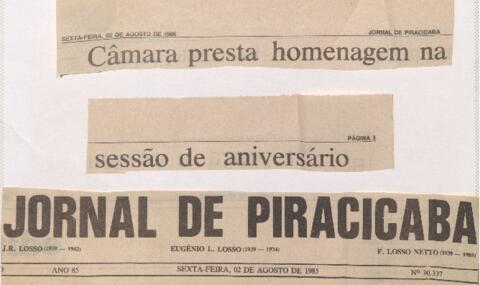 SEXTA-FEIRA, 02 DE AGOSTO DE 1985 JORNAL DE PIRACICABA
Câmara presta homenagem na
PÁGINA 3
sessão de aniversário
JORNAL DE PIRACICABA
J.R. LOSSO (1939 — 1942) EUGÊNIO L. LOSSO (1939 — 1974) F. LOSSO NETTO (1939 — 1985)
O ANO 85 SEXTA-FEIRA, 02 DE AGOSTO DE 1985 Nº 30.337